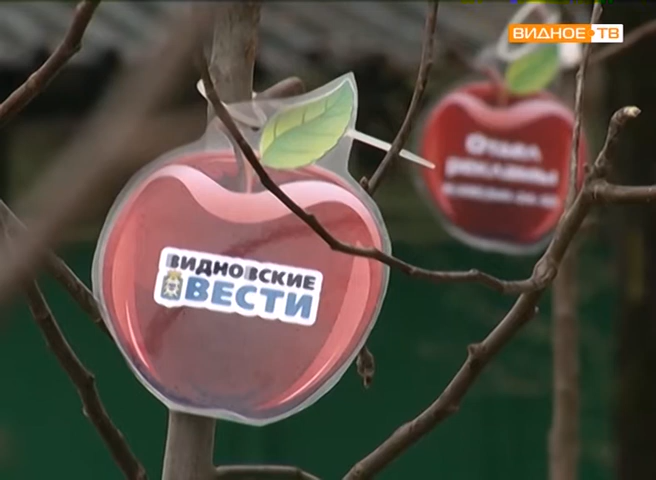 ВИДНОЕ ТВ
ВИДНОВСКИЕ
ВЕСТИ
Отдел
рекламы